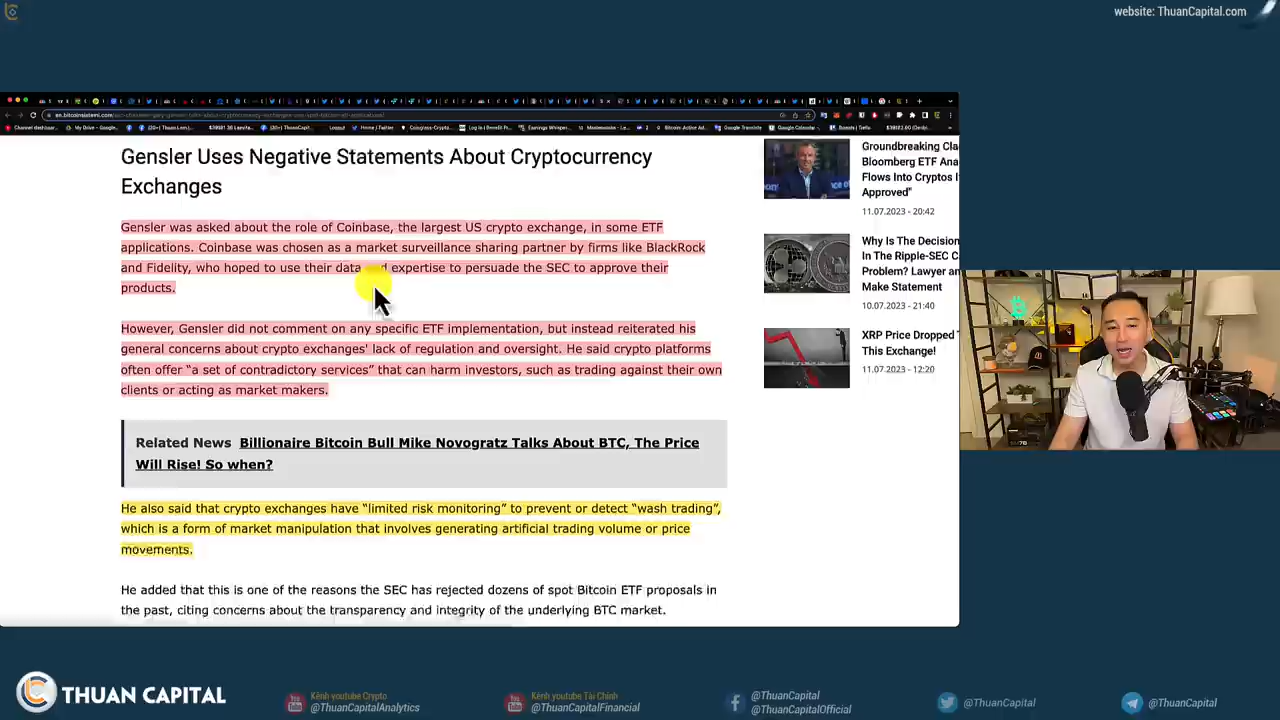 website: ThuanCapital.com
en.bitcoinsistemi.com/
Gensler Uses Negative Statements About Cryptocurrency
Exchanges
Gensler was asked about the role of Coinbase, the largest US crypto exchange, in some ETF
applications. Coinbase was chosen as a market surveillance sharing partner by firms like BlackRock
and Fidelity, who hoped to use their data and expertise to persuade the SEC to approve their
products.
However, Gensler did not comment on any specific ETF implementation, but instead reiterated his
general concerns about crypto exchanges' lack of regulation and oversight. He said crypto platforms
often offer “a set of contradictory services” that can harm investors, such as trading against their own
clients or acting as market makers.
Related News Billionaire Bitcoin Bull Mike Novogratz Talks About BTC, The Price
Will Rise! So when?
He also said that crypto exchanges have “limited risk monitoring” to prevent or detect “wash trading”,
which is a form of market manipulation that involves generating artificial trading volume or price
movements.
He added that this is one of the reasons the SEC has rejected dozens of spot Bitcoin ETF proposals in
the past, citing concerns about the transparency and integrity of the underlying BTC market.
Groundbreaking Cla
Bloomberg ETF Ana
Flows Into Cryptos I
Approved"
11.07.2023 - 20:42
Why Is The Decision
In The Ripple-SEC C
Problem? Lawyer an
Make Statement
10.07.2023 - 21:40
XRP Price Dropped
This Exchange!
11.07.2023 - 12:20
THUAN CAPITAL
Kênh youtube Crypto
@ThuanCapitalAnalytics
Kênh youtube Tài Chính
@ThuanCapitalFinancial
@ThuanCapital
@ThuanCapitalOfficial
@ThuanCapital
@ThuanCapital